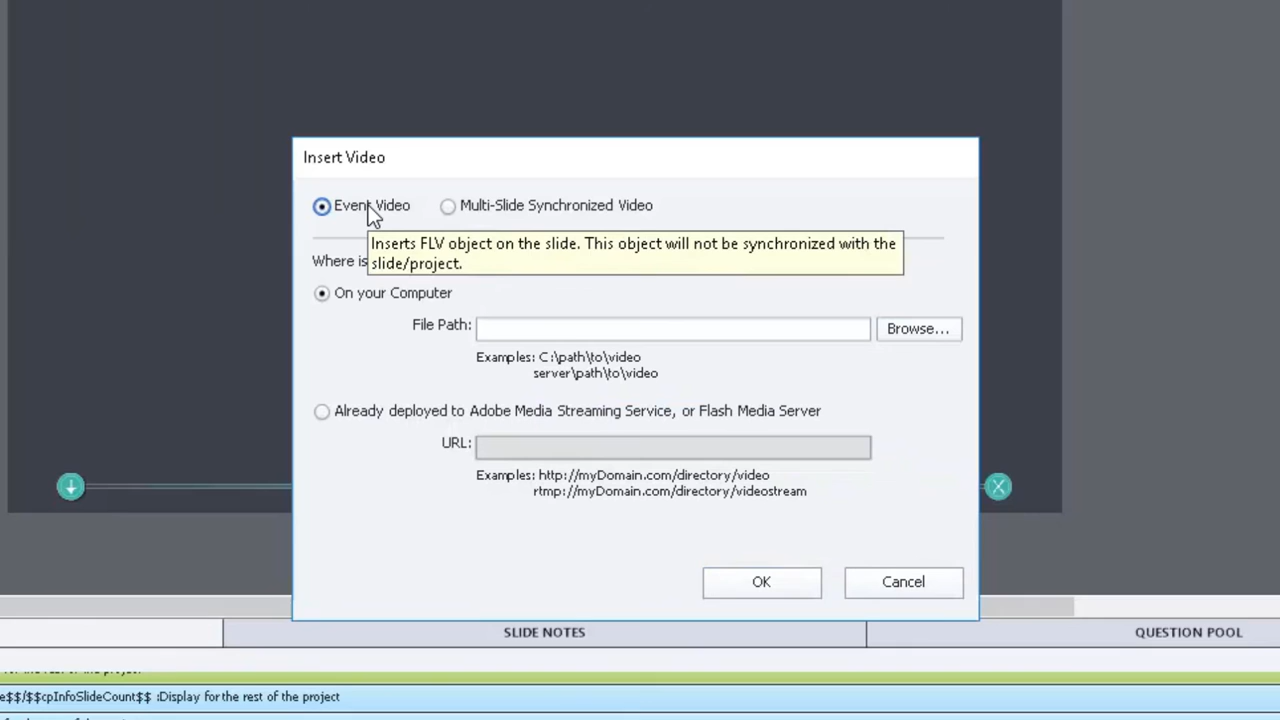 Insert Video
Event Video
Multi-Slide Synchronized Video
Inserts FLV object on the slide. This object will not be synchronized with the
slide/project.
Where is
On your Computer
File Path:
Browse...
Examples: C:\path\to\video
server\path\to\video
Already deployed to Adobe Media Streaming Service, or Flash Media Server
URL:
Examples: http://myDomain.com/directory/video
rtmp://myDomain.com/directory/videostream
OK
Cancel
SLIDE NOTES
QUESTION POOL
e$$/$$cpInfoSlideCount$$ :Display for the rest of the project